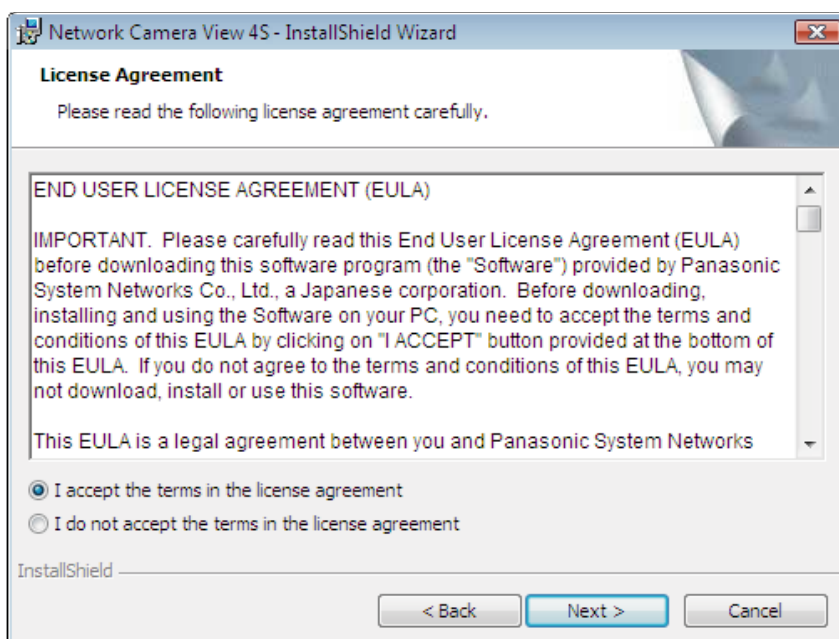 Network Camera View 4S - InstallShield Wizard
License Agreement
Please read the following license agreement carefully.
END USER LICENSE AGREEMENT (EULA)
IMPORTANT.  Please carefully read this End User License Agreement (EULA)
before downloading this software program (the "Software") provided by Panasonic
System Networks Co., Ltd., a Japanese corporation.  Before downloading,
installing and using the Software on your PC, you need to accept the terms and
conditions of this EULA by clicking on "I ACCEPT" button provided at the bottom of
this EULA.  If you do not agree to the terms and conditions of this EULA, you may
not download, install or use this software.
This EULA is a legal agreement between you and Panasonic System Networks
I accept the terms in the license agreement
I do not accept the terms in the license agreement
InstallShield
< Back
Next >
Cancel